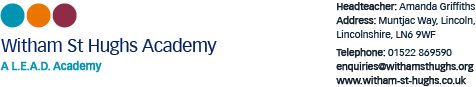 Witham St Hughs Academy
A L.E.A.D. Academy
Headteacher: Amanda Griffiths
Address: Muntjac Way, Lincoln,
Lincolnshire, LN6 9WF
Telephone: 01522 869590
enquiries@withamsthughs.org
www.witham-st-hughs.co.uk